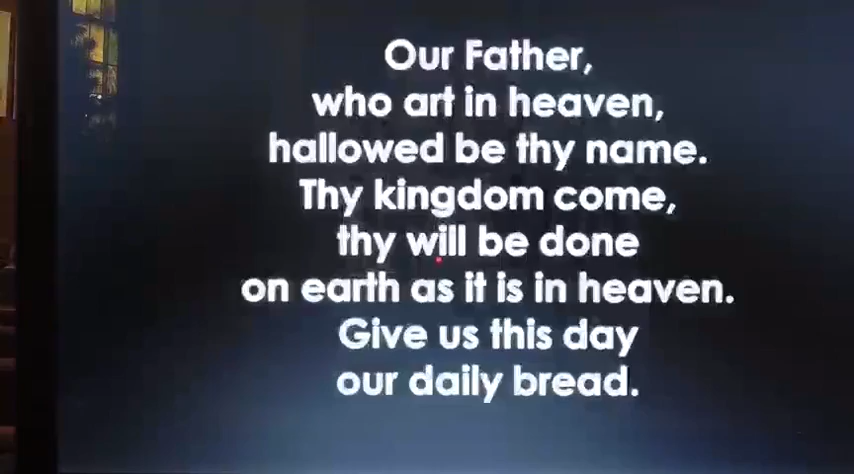 Our Father,
who art in heaven,
hallowed be thy name.
Thy kingdom come,
thy will be done
on earth as it is in heaven.
Give us this day
our daily bread.